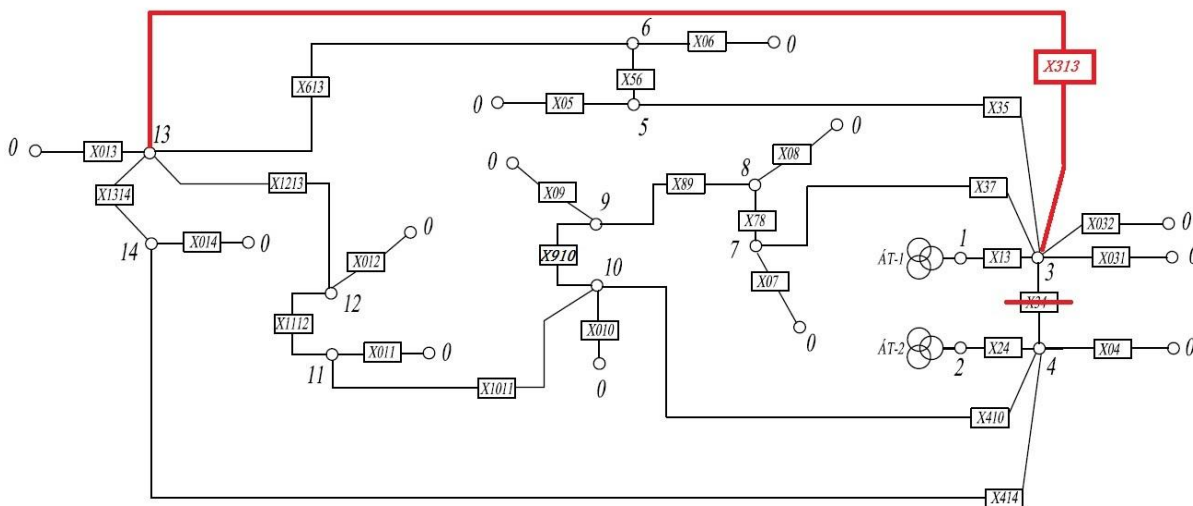 X313
6
X06
0
X613
X56
0
X05
5
X35
0
X013
13
X1314
X1213
0
X09
9
X89
8
X08
0
X78
7
X37
X07
0
14
X014
0
X012
0
12
X910
10
X010
0
ÁT-1
1
X13
3
X032
0
X031
0
X34
X1112
11
X011
0
X1011
ÁT-2
2
X24
4
X04
0
X410
X414